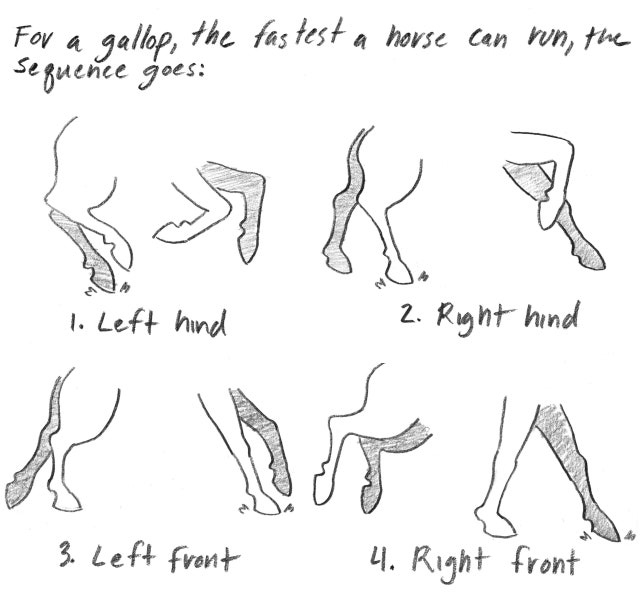 For a gallop, the fastest a horse can run, the
sequence goes:
1. Left hind
2. Right hind
3. Left front
4. Right front